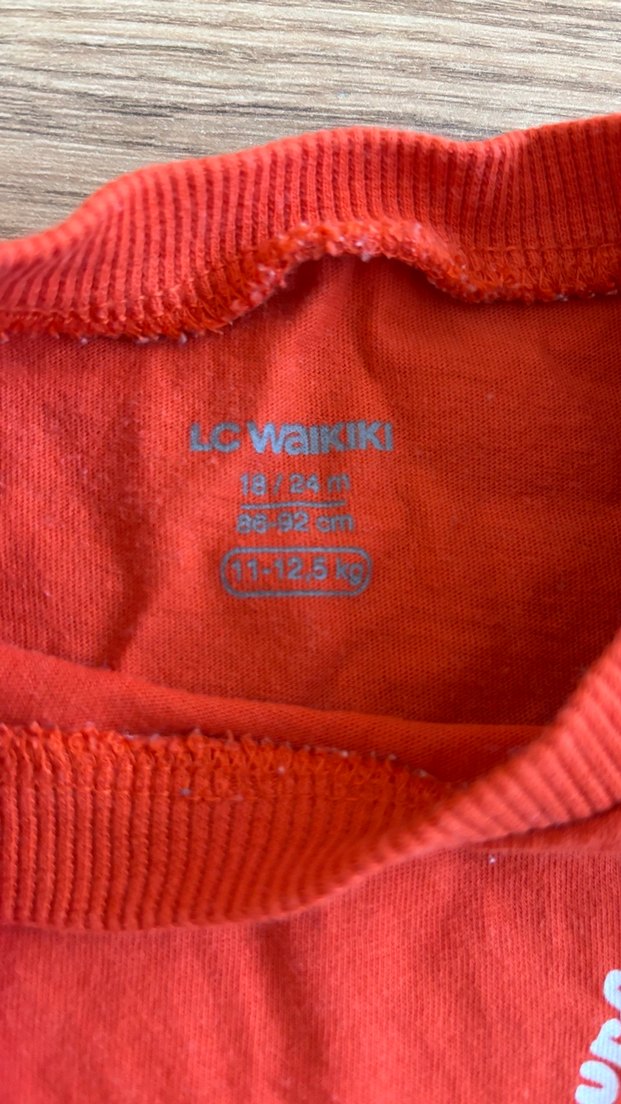 LC WAIKIKI
18 / 24 m
86-92 cm
11-12,5 kg